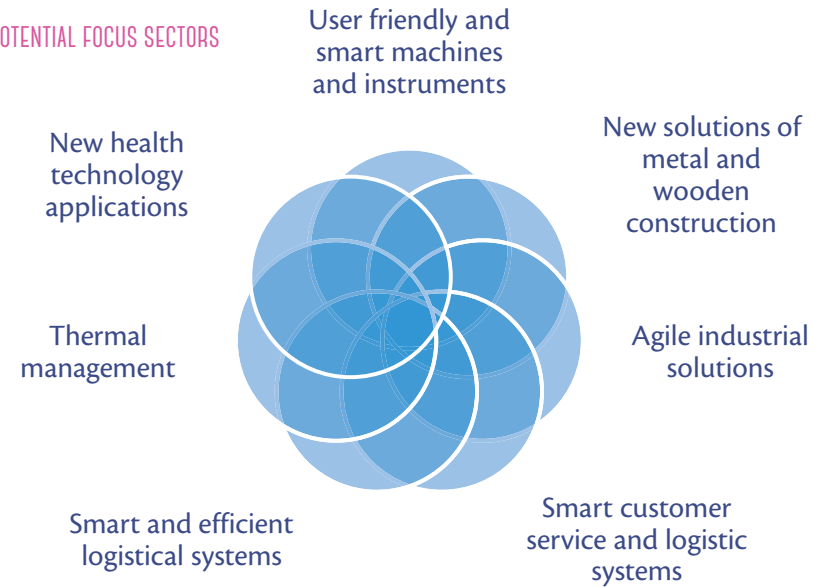 OTENTIAL FOCUS SECTORS
User friendly and
smart machines
and instruments
New health
technology
applications
New solutions of
metal and
wooden
construction
Thermal
management
Agile industrial
solutions
Smart and efficient
logistical systems
Smart customer
service and logistic
systems